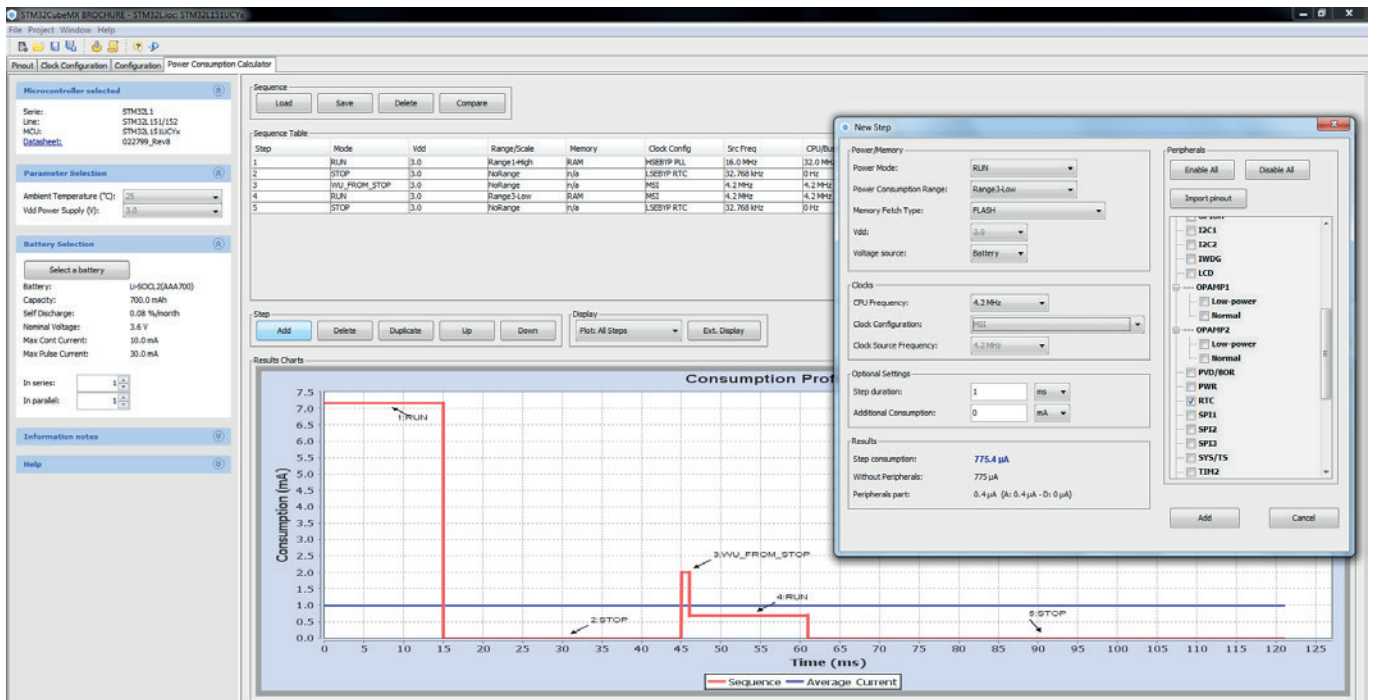 STM32CubeMX BROCHURE - STM32L.ioc: STM32L151UCYx
File Project Window Help
Pinout Clock Configuration Configuration Power Consumption Calculator
Microcontroller selected
Serie: STM32L1
Line: STM32L151/152
MCU: STM32L151UCYx
Datasheet: 022799_Rev8
Parameter Selection
Ambient Temperature (°C): 25
Vdd Power Supply (V): 3.0
Battery Selection
Select a battery
Battery: Li-SOCL2(AAA700)
Capacity: 700.0 mAh
Self Discharge: 0.08 %/month
Nominal Voltage: 3.6 V
Max Cont Current: 10.0 mA
Max Pulse Current: 30.0 mA
In series: 1
In parallel: 1
Information notes
Help
Sequence
Load Save Delete Compare
Sequence Table
Step Mode Vdd Range/Scale Memory Clock Config Src Freq CPU/Bus
1 RUN 3.0 Range1-High RAM HSEBYP PLL 16.0 MHz 32.0 MHz
2 STOP 3.0 NoRange n/a LSEBYP RTC 32.768 kHz 0 Hz
3 WU_FROM_STOP 3.0 NoRange n/a MSI 4.2 MHz 4.2 MHz
4 RUN 3.0 Range3-Low RAM MSI 4.2 MHz 4.2 MHz
5 STOP 3.0 NoRange n/a LSEBYP RTC 32.768 kHz 0 Hz
Step
Add Delete Duplicate Up Down
Display
Plot: All Steps Ext. Display
Results Charts
Consumption Prof
Consumption (mA)
7.5
7.0
6.5
6.0
5.5
5.0
4.5
4.0
3.5
3.0
2.5
2.0
1.5
1.0
0.5
0.0
1:RUN
2:STOP
3:WU_FROM_STOP
4:RUN
5:STOP
0 5 10 15 20 25 30 35 40 45 50 55 60 65 70 75 80 85 90 95 100 105 110 115 120 125
Time (ms)
Sequence Average Current
New Step
Power/Memory
Power Mode: RUN
Power Consumption Range: Range3-Low
Memory Fetch Type: FLASH
Vdd: 3.0
Voltage source: Battery
Clocks
CPU Frequency: 4.2 MHz
Clock Configuration: MSI
Clock Source Frequency: 4.2 MHz
Optional Settings
Step duration: 1 ms
Additional Consumption: 0 mA
Results
Step consumption: 775.4 µA
Without Peripherals: 775 µA
Peripherals part: 0.4 µA (A: 0.4 µA - D: 0 µA)
Peripherals
Enable All Disable All
Import pinout
I2C1
I2C2
IWDG
LCD
OPAMP1
Low-power
Normal
OPAMP2
Low-power
Normal
PVD/BOR
PWR
RTC
SPI1
SPI2
SPI3
SYS/TS
TIM2
Add Cancel